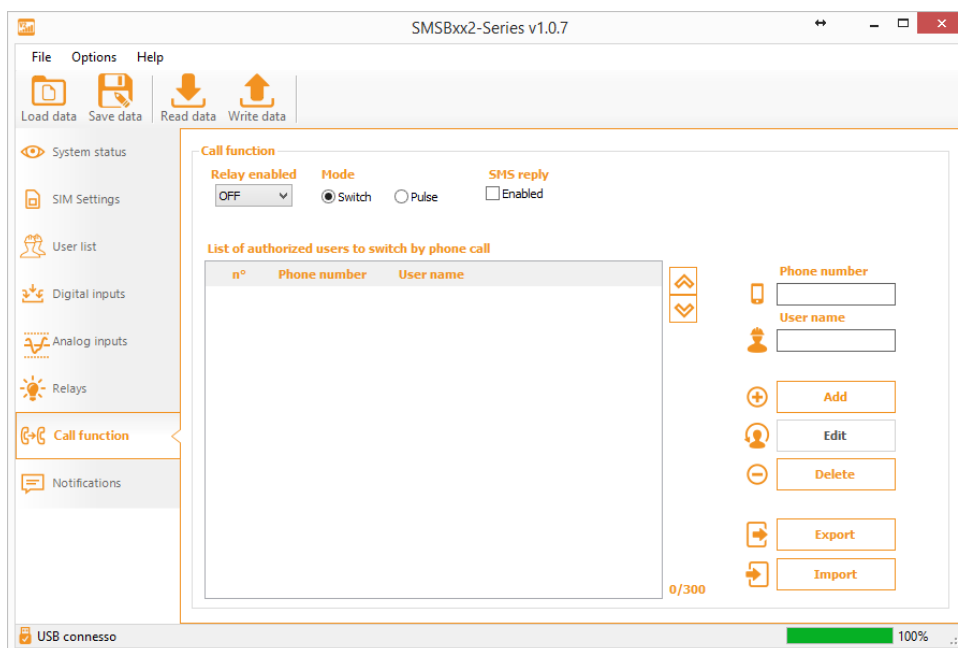 SMSBxx2-Series v1.0.7
File Options Help
Load data Save data Read data Write data
System status
SIM Settings
User list
Digital inputs
Analog inputs
Relays
Call function
Notifications
Call function
Relay enabled Mode SMS reply
OFF Switch Pulse Enabled
List of authorized users to switch by phone call
n° Phone number User name
0/300
Phone number
User name
Add
Edit
Delete
Export
Import
USB connesso 100%